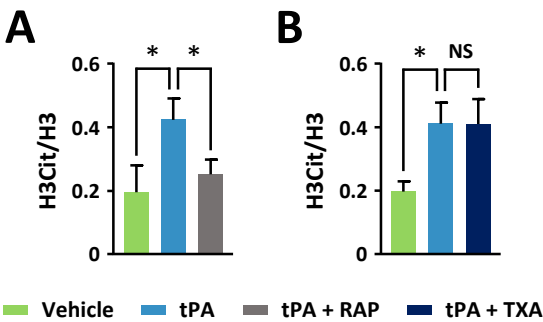 A
B
* *
* NS
0.6
0.4
0.2
0
H3Cit/H3
0.6
0.4
0.2
0
H3Cit/H3
Vehicle tPA tPA + RAP tPA + TXA